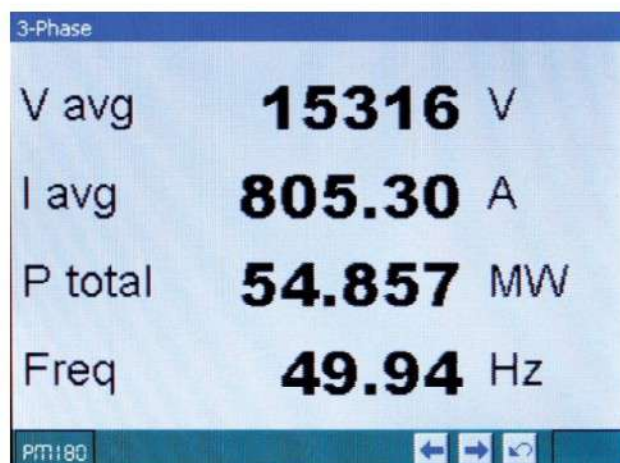 3-Phase
V avg 15316 V
I avg 805.30 A
P total 54.857 MW
Freq 49.94 Hz
PM180